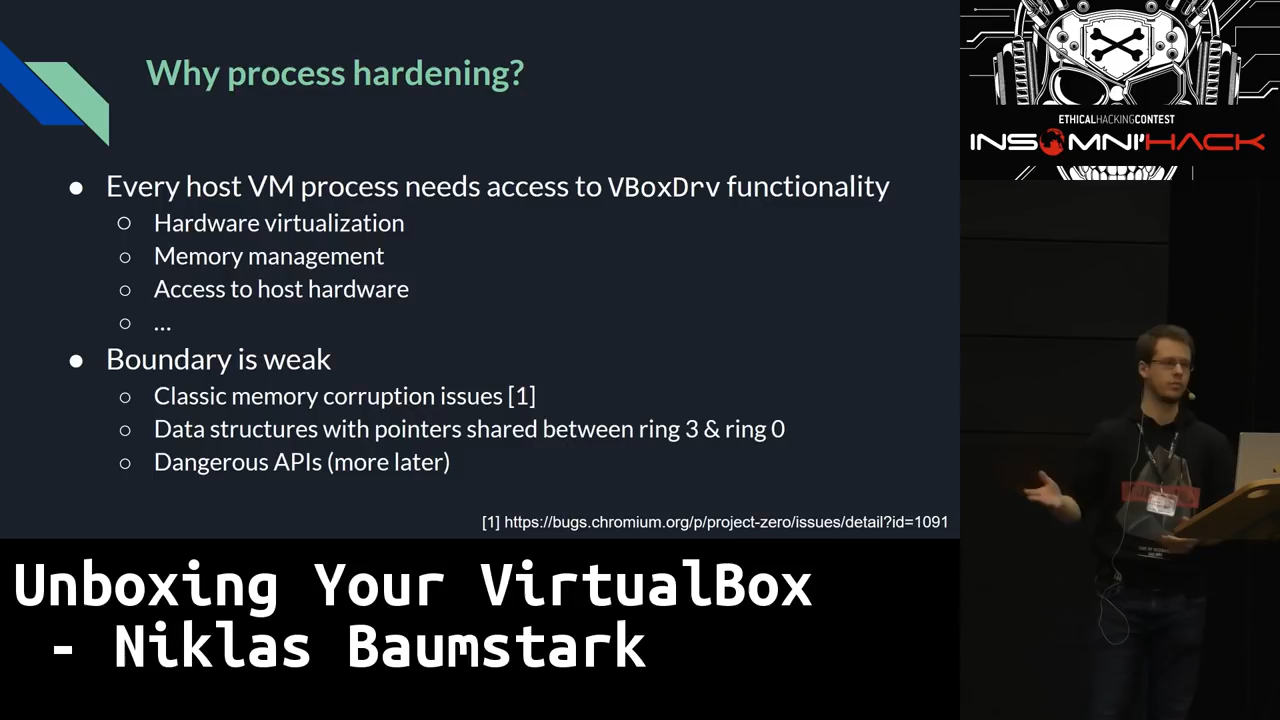 Why process hardening?
● Every host VM process needs access to VBoxDrv functionality
○ Hardware virtualization
○ Memory management
○ Access to host hardware
○ ...
● Boundary is weak
○ Classic memory corruption issues [1]
○ Data structures with pointers shared between ring 3 & ring 0
○ Dangerous APIs (more later)
[1] https://bugs.chromium.org/p/project-zero/issues/detail?id=1091
ETHICALHACKINGCONTEST
INSOMNI'HACK
Unboxing Your VirtualBox
- Niklas Baumstark